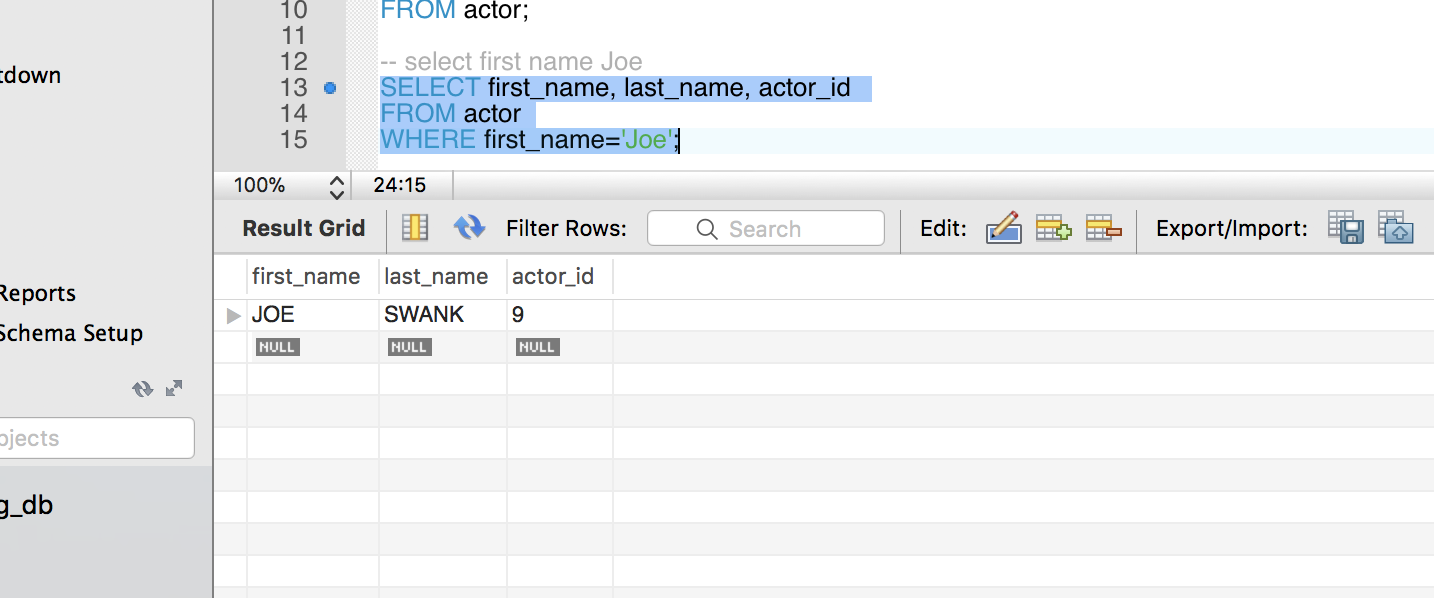 10 FROM actor;
11
12 -- select first name Joe
13 SELECT first_name, last_name, actor_id
14 FROM actor
15 WHERE first_name='Joe';
tdown
Reports
Schema Setup
bjects
g_db
100% 24:15
Result Grid Filter Rows: Search Edit: Export/Import:
first_name last_name actor_id
JOE SWANK 9
NULL NULL NULL